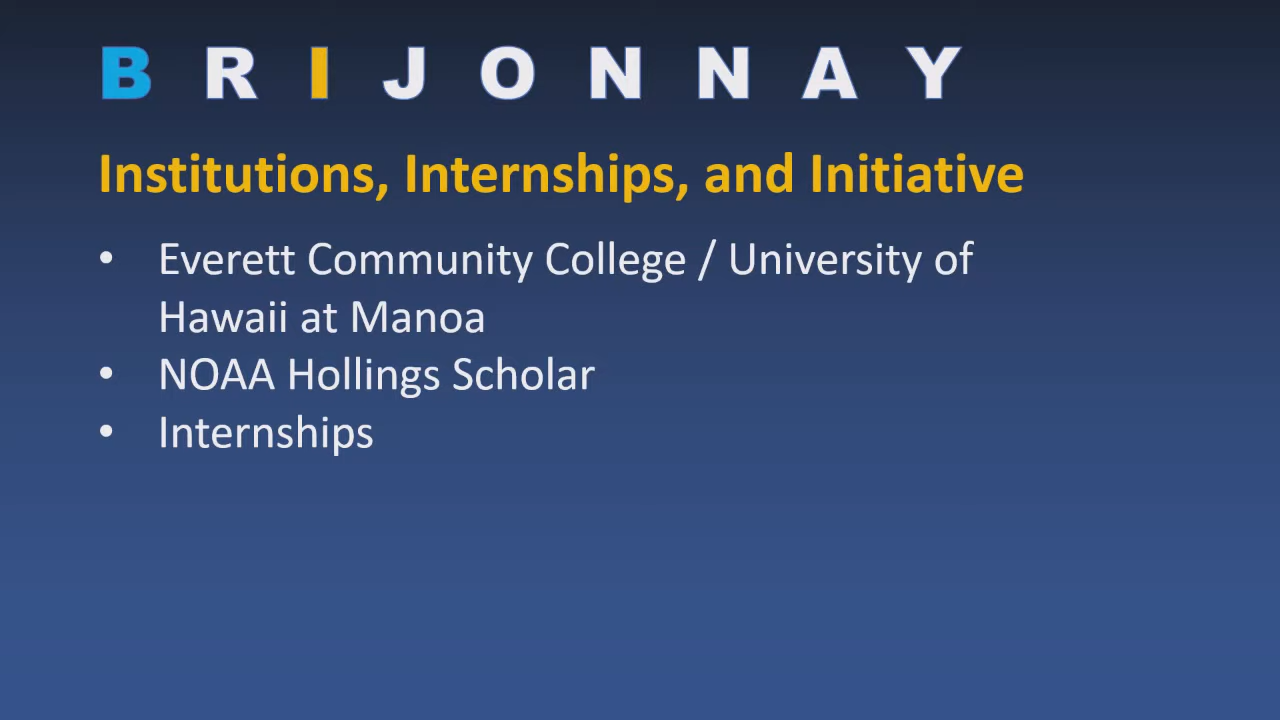 B R I J O N N A Y
Institutions, Internships, and Initiative
• Everett Community College / University of
Hawaii at Manoa
• NOAA Hollings Scholar
• Internships